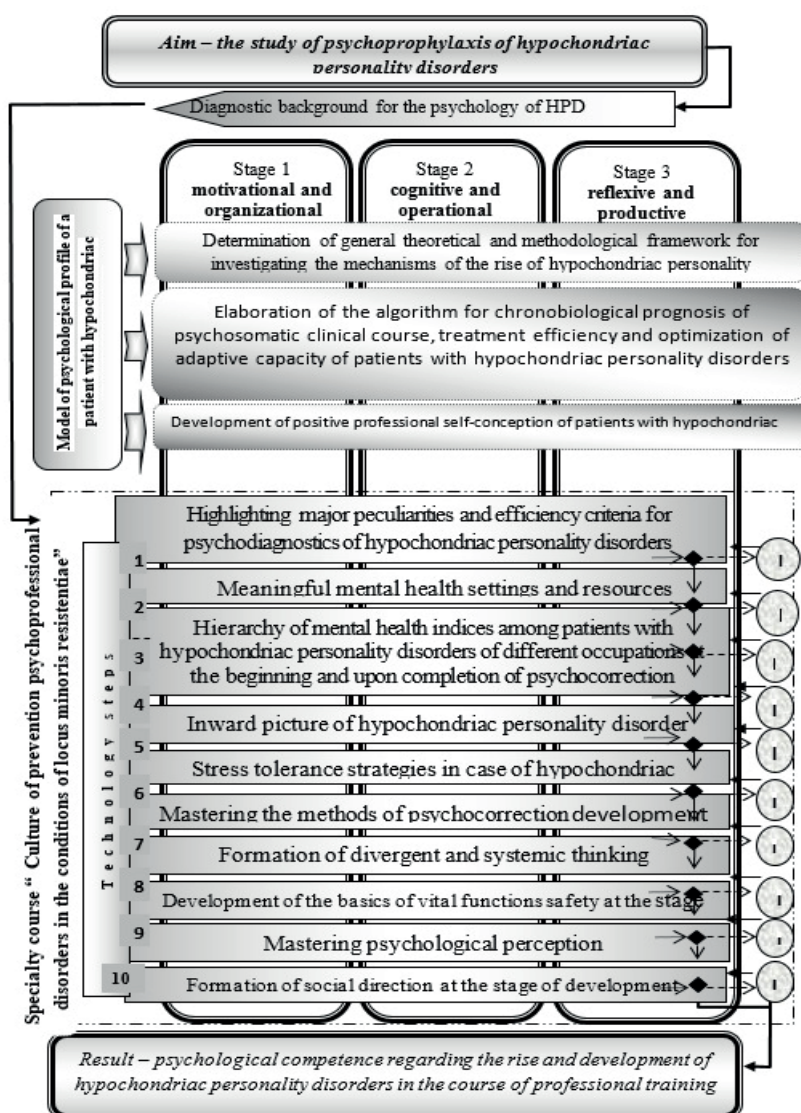 Aim – the study of psychoprophylaxis of hypochondriac
personality disorders
Diagnostic background for the psychology of HPD
Stage 1
motivational and
organizational
Stage 2
cognitive and
operational
Stage 3
reflexive and
productive
Model of psychological profile of a
patient with hypochondriac
Determination of general theoretical and methodological framework for
investigating the mechanisms of the rise of hypochondriac personality
Elaboration of the algorithm for chronobiological prognosis of
psychosomatic clinical course, treatment efficiency and optimization of
adaptive capacity of patients with hypochondriac personality disorders
Development of positive professional self-conception of patients with hypochondriac
Specialty course “ Culture of prevention psychoprofessional
disorders in the conditions of locus minoris resistentiae”
Technology steps
Highlighting major peculiarities and efficiency criteria for
psychodiagnostics of hypochondriac personality disorders
1
I
Meaningful mental health settings and resources
2
I
Hierarchy of mental health indices among patients with
hypochondriac personality disorders of different occupations
the beginning and upon completion of psychocorrection
3
I
4
I
Inward picture of hypochondriac personality disorder
5
I
Stress tolerance strategies in case of hypochondriac
6
I
Mastering the methods of psychocorrection development
7
I
Formation of divergent and systemic thinking
8
I
Development of the basics of vital functions safety at the stage
9
I
Mastering psychological perception
10
I
Formation of social direction at the stage of development
Result – psychological competence regarding the rise and development of
hypochondriac personality disorders in the course of professional training